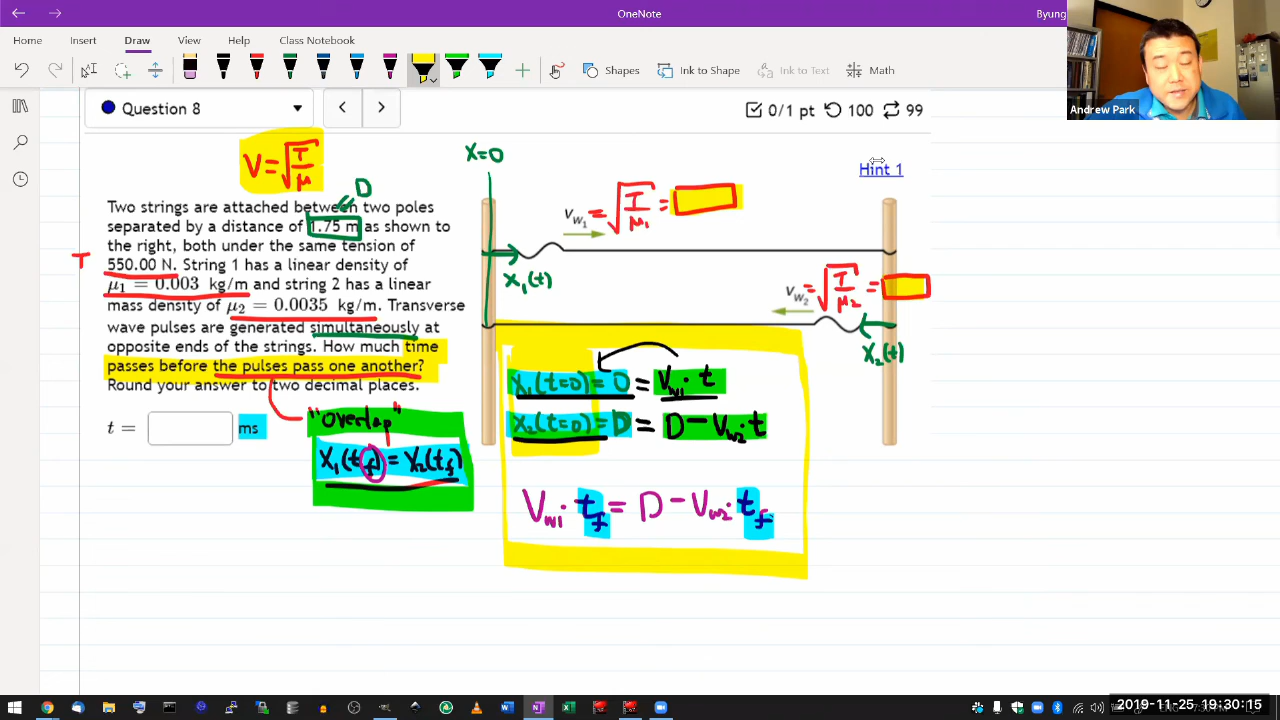 OneNote
Byung
Home Insert Draw View Help Class Notebook
Shapes Ink to Shape Ink to Text Math
Andrew Park
Question 8
0/1 pt 100 99
Hint 1
V=√T/μ
D
X=0
Two strings are attached between two poles
separated by a distance of 1.75 m as shown to
the right, both under the same tension of
T
550.00 N. String 1 has a linear density of
μ1 = 0.003 kg/m and string 2 has a linear
mass density of μ2 = 0.0035 kg/m. Transverse
wave pulses are generated simultaneously at
opposite ends of the strings. How much time
passes before the pulses pass one another?
Round your answer to two decimal places.
t = ms
vW1 =√T/μ1 =
X1(t)
vW2 =√T/μ2 =
X2(t)
"overlap"
X1(tf) = X2(tf)
X1(t=0)=0 = Vw1·t
X2(t=0)=D = D-Vw2·t
Vw1·tf = D-Vw2·tf
2019-11-25 19:30:15